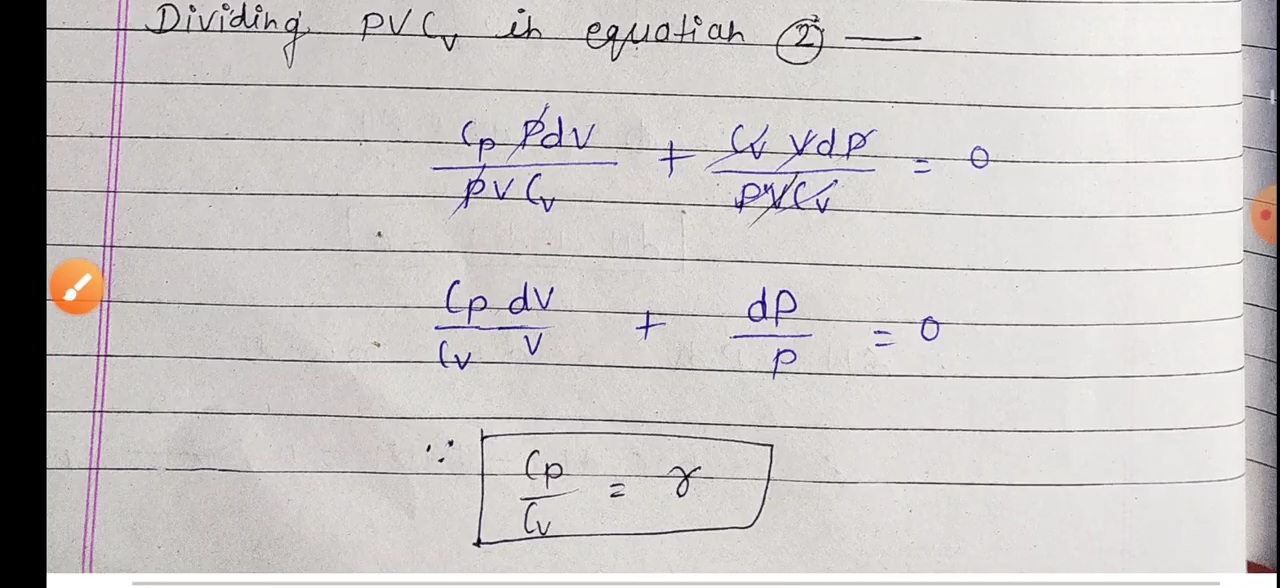 Dividing PVCv in equation ② —
Cp PdV / PVCv + Cv VdP / PVCv = 0
Cp dV / Cv V + dP / P = 0
∵ Cp / Cv = γ